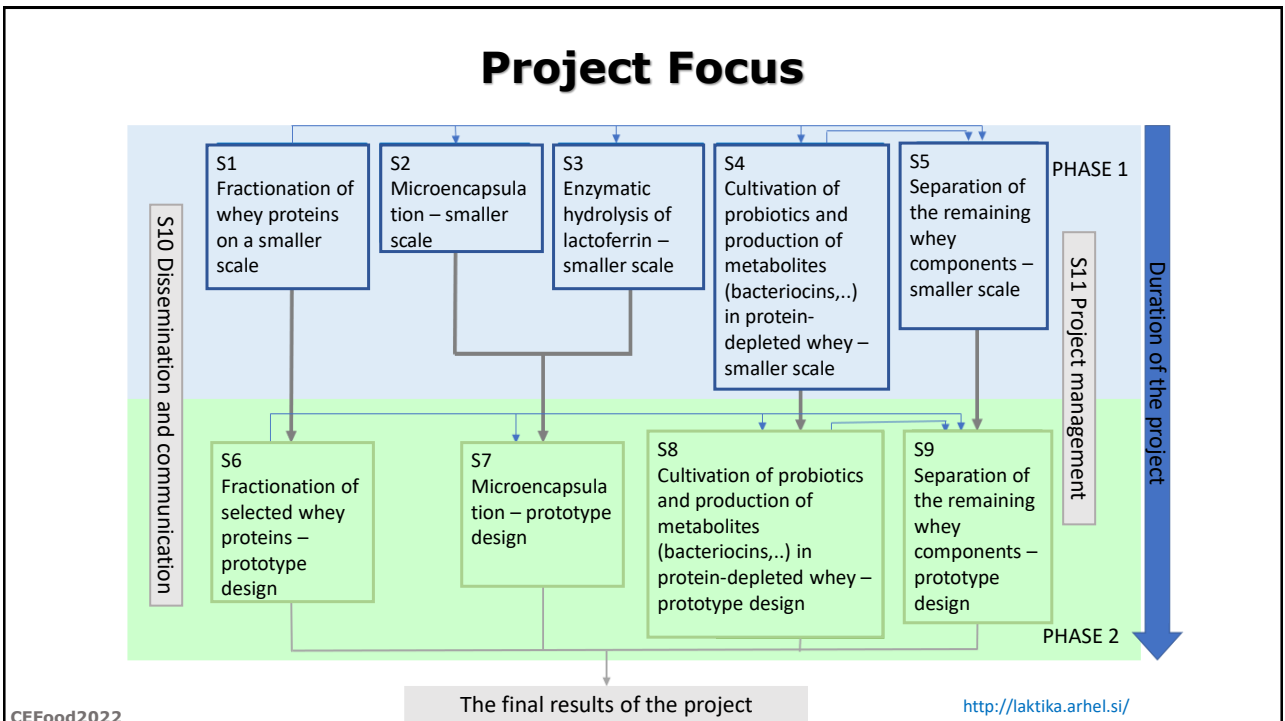 Project Focus
S1
Fractionation of
whey proteins
on a smaller
scale
S2
Microencapsula
tion – smaller
scale
S3
Enzymatic
hydrolysis of
lactoferrin –
smaller scale
S4
Cultivation of
probiotics and
production of
metabolites
(bacteriocins,..)
in protein-
depleted whey –
smaller scale
S5
Separation of
the remaining
whey
components –
smaller scale
PHASE 1
S10 Dissemination and communication
S11 Project management
Duration of the project
S6
Fractionation of
selected whey
proteins –
prototype
design
S7
Microencapsula
tion – prototype
design
S8
Cultivation of probiotics
and production of
metabolites
(bacteriocins,..) in
protein-depleted whey –
prototype design
S9
Separation of
the remaining
whey
components –
prototype
design
PHASE 2
The final results of the project
http://laktika.arhel.si/
CEFood2022